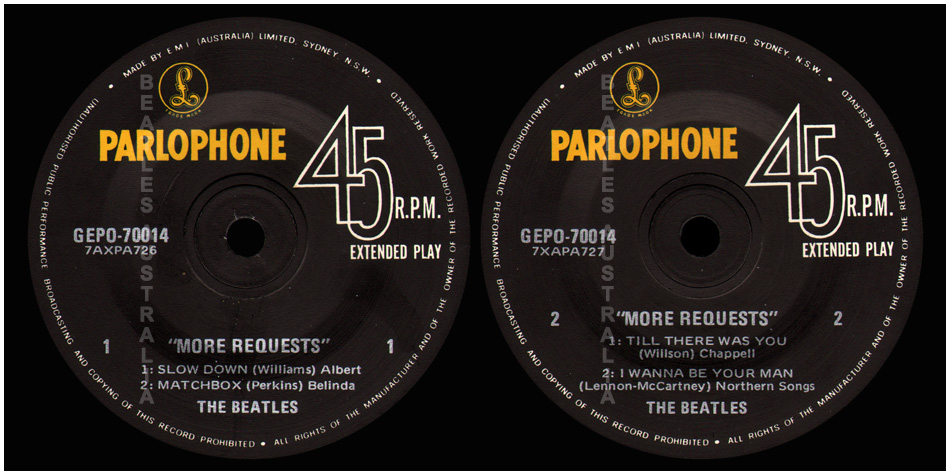 MADE BY E M I (AUSTRALIA) LIMITED, SYDNEY, N.S.W. •
UNAUTHORISED PUBLIC PERFORMANCE BROADCASTING AND COPYING OF THIS RECORD PROHIBITED • ALL RIGHTS OF THE MANUFACTURER AND OF THE OWNER OF THE RECORDED WORK RESERVED •
£
TRADE MARK
PARLOPHONE
45
R.P.M.
EXTENDED PLAY
GEPO-70014
7AXPA726
1 "MORE REQUESTS" 1
1: SLOW DOWN (Williams) Albert
2: MATCHBOX (Perkins) Belinda
THE BEATLES
BEATLES AUSTRALIA
MADE BY E M I (AUSTRALIA) LIMITED, SYDNEY, N.S.W. •
UNAUTHORISED PUBLIC PERFORMANCE BROADCASTING AND COPYING OF THIS RECORD PROHIBITED • ALL RIGHTS OF THE MANUFACTURER AND OF THE OWNER OF THE RECORDED WORK RESERVED •
£
TRADE MARK
PARLOPHONE
45
R.P.M.
EXTENDED PLAY
GEPO-70014
7XAPA727
2 "MORE REQUESTS" 2
1: TILL THERE WAS YOU
(Willson) Chappell
2: I WANNA BE YOUR MAN
(Lennon-McCartney) Northern Songs
THE BEATLES
BEATLES AUSTRALIA